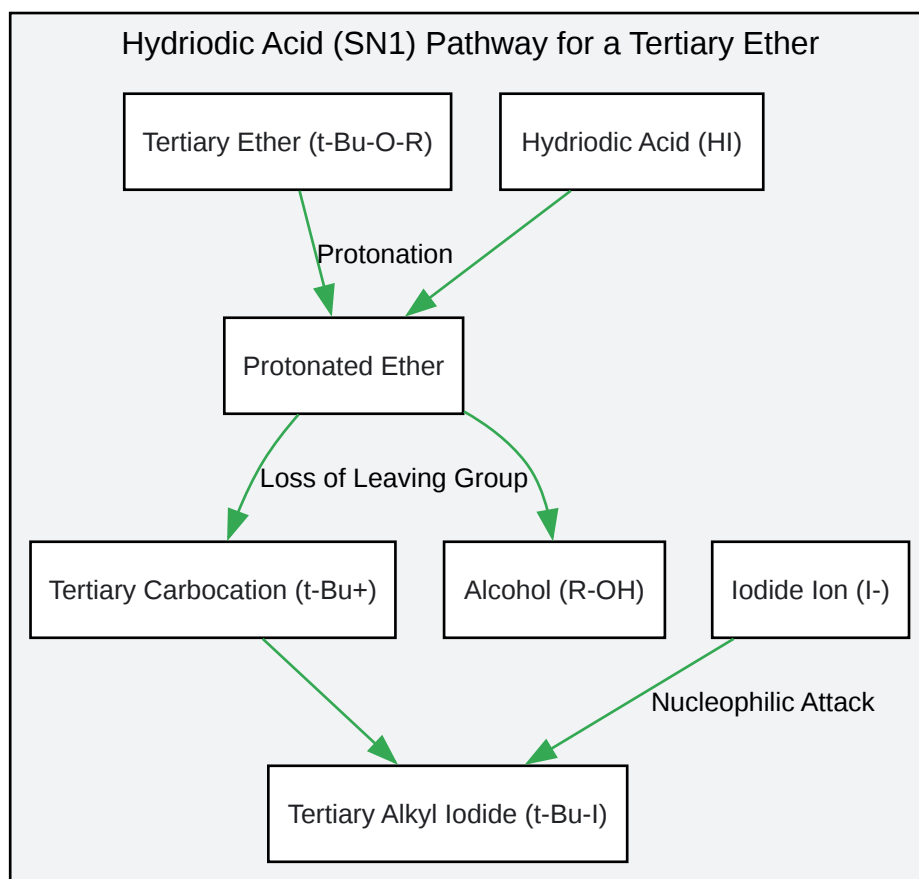 Hydriodic Acid (SN1) Pathway for a Tertiary Ether
Tertiary Ether (t-Bu-O-R)
Hydriodic Acid (HI)
Protonation
Protonated Ether
Loss of Leaving Group
Tertiary Carbocation (t-Bu+)
Alcohol (R-OH)
Iodide Ion (I-)
Nucleophilic Attack
Tertiary Alkyl Iodide (t-Bu-I)